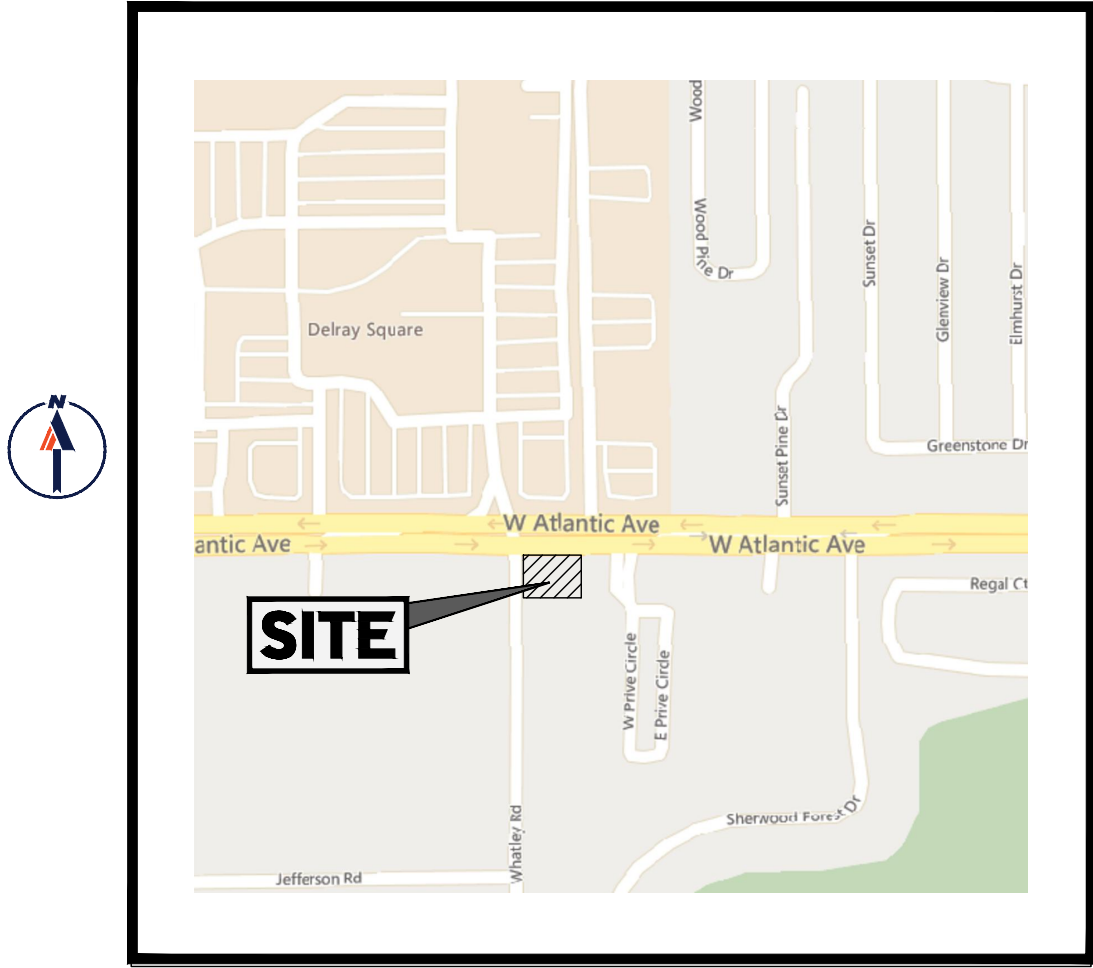 Wood
Wood Pine Dr
Sunset Dr
Glenview Dr
Elmhurst Dr
Delray Square
N
Sunset Pine Dr
Greenstone Dr
W Atlantic Ave
antic Ave
W Atlantic Ave
Regal Ct
SITE
W Prive Circle
E Prive Circle
Whatley Rd
Sherwood Forest Dr
Jefferson Rd